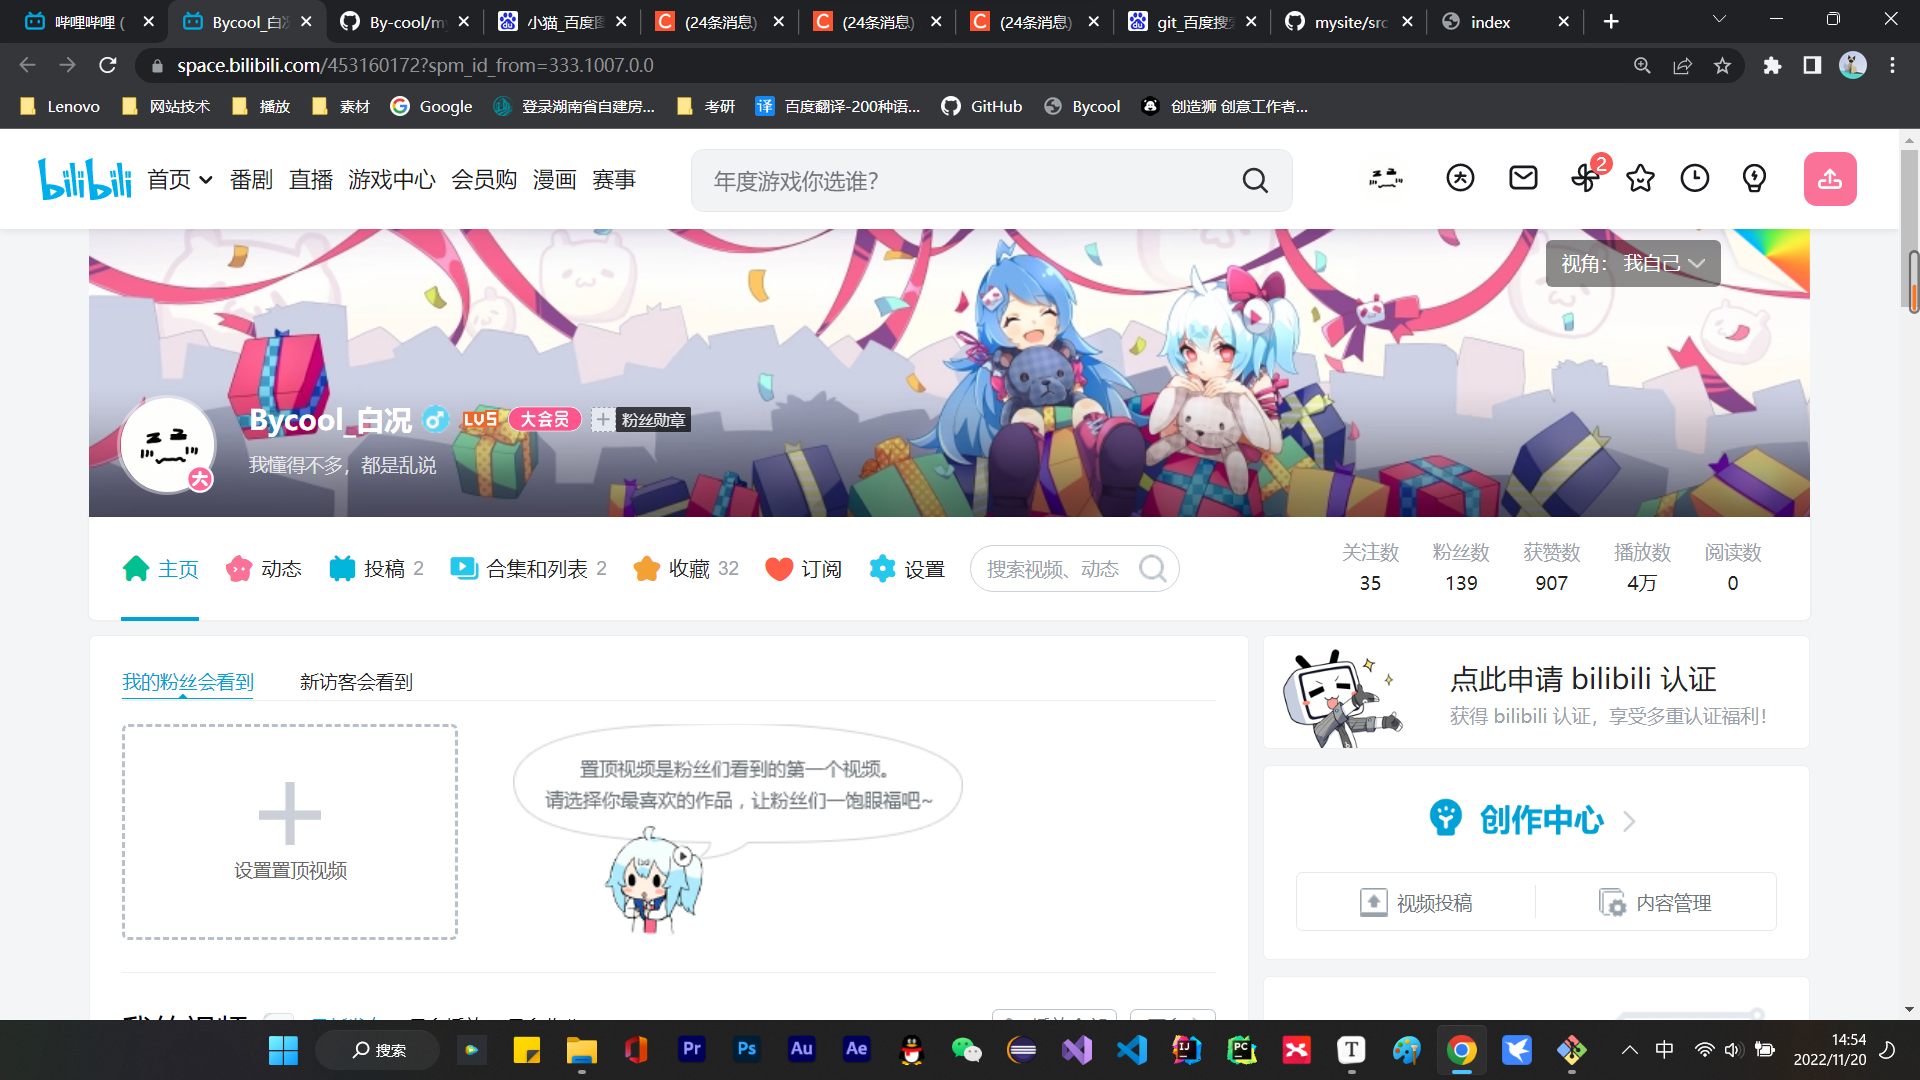 哔哩哔哩 (
Bycool_白况
By-cool/my
小猫_百度图
(24条消息)
(24条消息)
(24条消息)
git_百度搜索
mysite/src
index
space.bilibili.com/453160172?spm_id_from=333.1007.0.0
Lenovo
网站技术
播放
素材
Google
登录湖南省自建房...
考研
译
百度翻译-200种语...
GitHub
Bycool
创造狮 创意工作者...
bilibili
首页
番剧
直播
游戏中心
会员购
漫画
赛事
年度游戏你选谁?
2
视角： 我自己
Bycool_白况
LV5
大会员
粉丝勋章
我懂得不多，都是乱说
主页
动态
投稿 2
合集和列表 2
收藏 32
订阅
设置
搜索视频、动态
关注数
35
粉丝数
139
获赞数
907
播放数
4万
阅读数
0
我的粉丝会看到
新访客会看到
设置置顶视频
置顶视频是粉丝们看到的第一个视频。
请选择你最喜欢的作品，让粉丝们一饱眼福吧~
点此申请 bilibili 认证
获得 bilibili 认证，享受多重认证福利！
创作中心
视频投稿
内容管理
我的视频
搜索
Pr
Ps
Au
Ae
中
14:54
2022/11/20